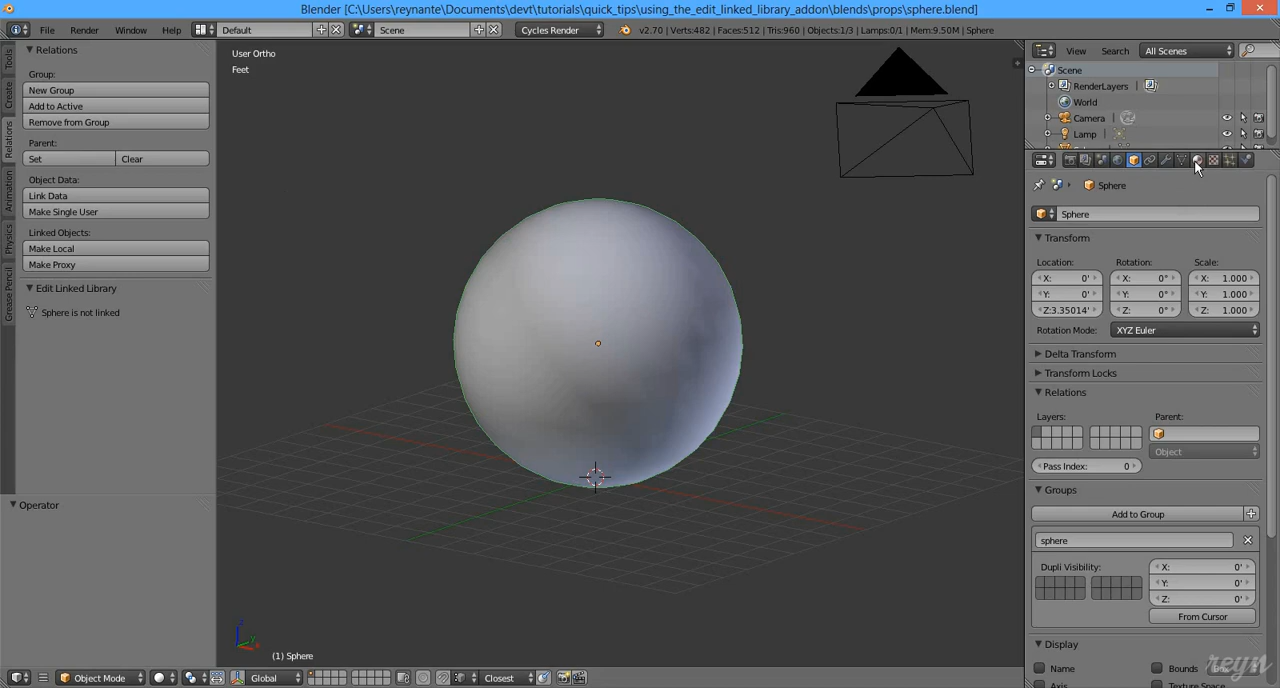 Blender [C:\Users\reynante\Documents\devt\tutorials\quick_tips\using_the_edit_linked_library_addon\blends\props\sphere.blend]
File Render Window Help Default Scene Cycles Render v2.70 | Verts:482 | Faces:512 | Tris:960 | Objects:1/3 | Lamps:0/1 | Mem:9.50M | Sphere
Tools
Create
Relations
Animation
Physics
Grease Pencil
Relations
Group:
New Group
Add to Active
Remove from Group
Parent:
Set Clear
Object Data:
Link Data
Make Single User
Linked Objects:
Make Local
Make Proxy
Edit Linked Library
Sphere is not linked
Operator
User Ortho
Feet
(1) Sphere
Object Mode Global Closest
View Search All Scenes
Scene
RenderLayers
World
Camera
Lamp
Sphere
Sphere
Transform
Location: Rotation: Scale:
X: 0' X: 0° X: 1.000
Y: 0' Y: 0° Y: 1.000
Z:3.35014' Z: 0° Z: 1.000
Rotation Mode: XYZ Euler
Delta Transform
Transform Locks
Relations
Layers: Parent:
Object
Pass Index: 0
Groups
Add to Group
sphere
Dupli Visibility: X: 0'
Y: 0'
Z: 0'
From Cursor
Display
Name Bounds
reyn